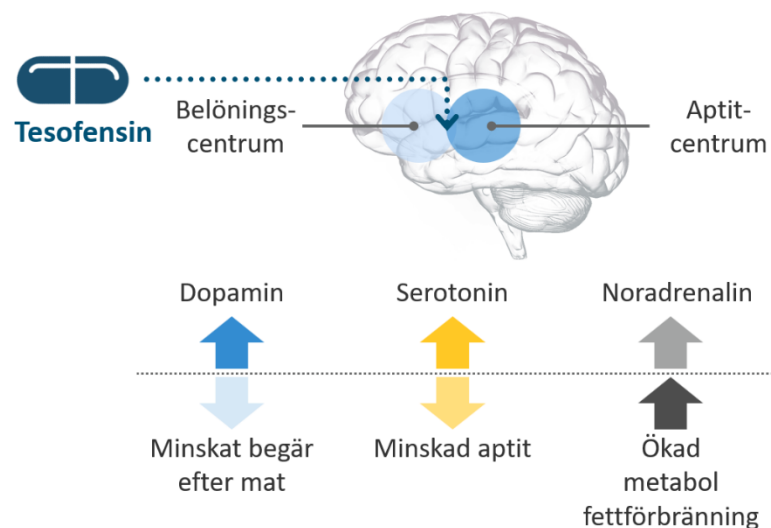 Tesofensin
Belönings-
centrum
Aptit-
centrum
Dopamin
Serotonin
Noradrenalin
Minskat begär
efter mat
Minskad aptit
Ökad
metabol
fettförbränning